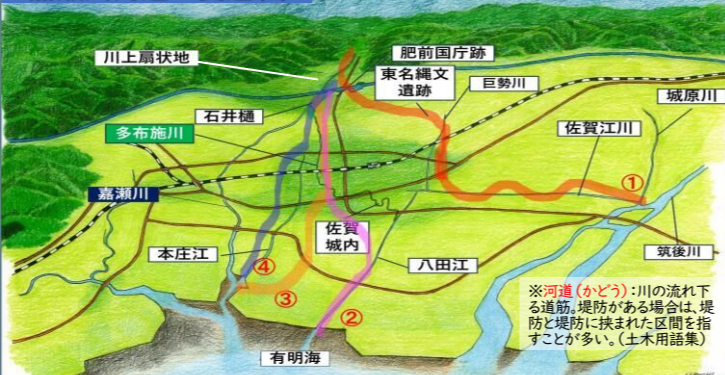 川上扇状地
肥前国庁跡
東名縄文
遺跡
巨勢川
城原川
石井樋
多布施川
佐賀江川
①
嘉瀬川
佐賀
城内
本庄江
④
③
②
八田江
筑後川
有明海
※河道(かどう):川の流れ下
る道筋。堤防がある場合は、堤
防と堤防に挟まれた区間を指
すことが多い。(土木用語集)